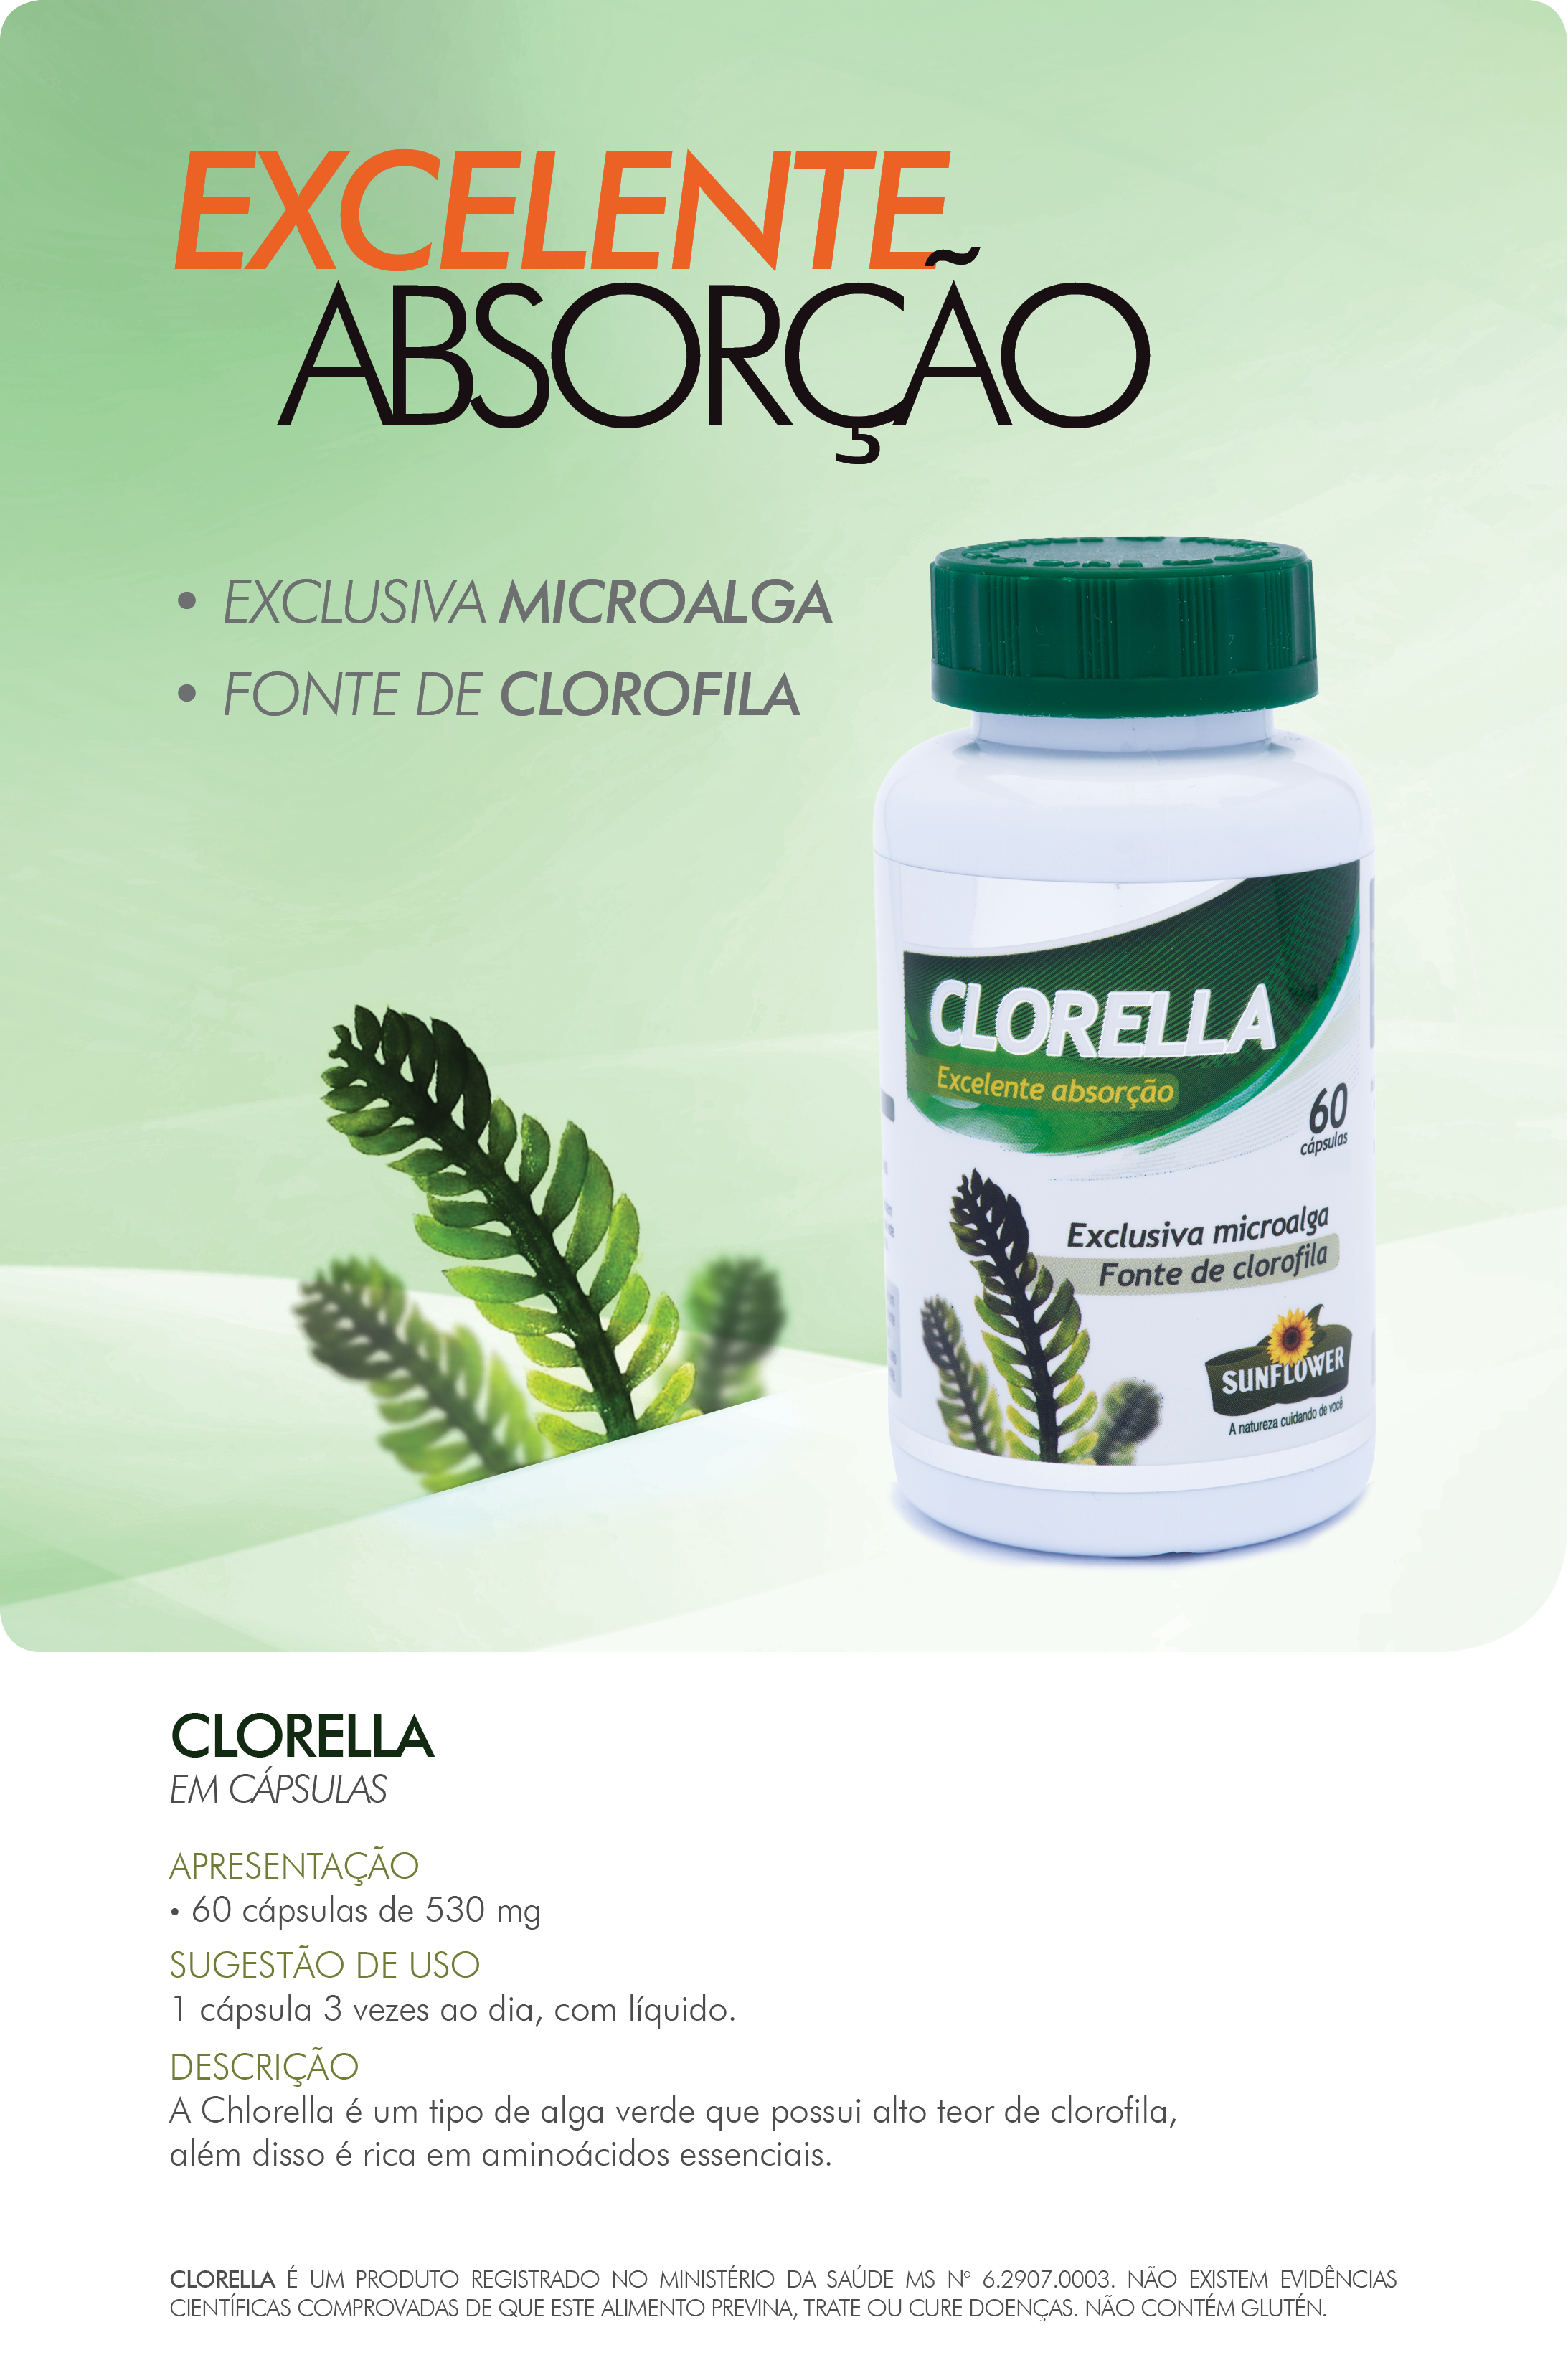 EXCELENTE
ABSORÇÃO
• EXCLUSIVA MICROALGA
• FONTE DE CLOROFILA
CLORELLA
Excelente absorção
60
cápsulas
Exclusiva microalga
Fonte de clorofila
SUNFLOWER
A natureza cuidando de você
CLORELLA
EM CÁPSULAS
APRESENTAÇÃO
• 60 cápsulas de 530 mg
SUGESTÃO DE USO
1 cápsula 3 vezes ao dia, com líquido.
DESCRIÇÃO
A Chlorella é um tipo de alga verde que possui alto teor de clorofila,
além disso é rica em aminoácidos essenciais.
CLORELLA É UM PRODUTO REGISTRADO NO MINISTÉRIO DA SAÚDE MS Nº 6.2907.0003. NÃO EXISTEM EVIDÊNCIAS
CIENTÍFICAS COMPROVADAS DE QUE ESTE ALIMENTO PREVINA, TRATE OU CURE DOENÇAS. NÃO CONTÉM GLUTÉN.